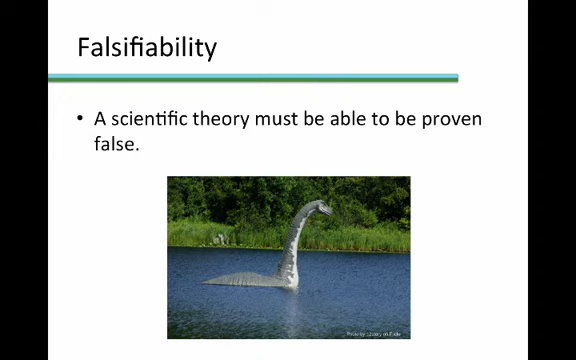 Falsifiability
• A scientific theory must be able to be proven
false.